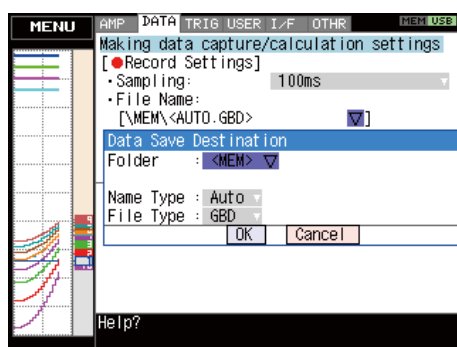 MENU AMP DATA TRIG USER I/F OTHR MEM USB
Making data capture/calculation settings
[●Record Settings]
・Sampling: 100ms
・File Name:
[\MEM\<AUTO.GBD> ▽]
Data Save Destination
Folder : <MEM> ▽
Name Type : Auto
File Type : GBD
OK Cancel
Help?